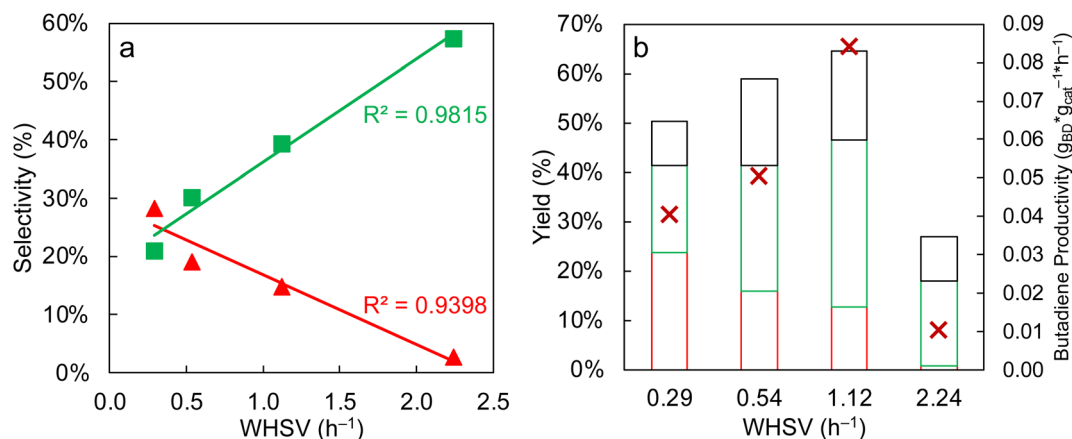 a
Selectivity (%)
60%
50%
40%
30%
20%
10%
0%
R² = 0.9815
R² = 0.9398
0.0 0.5 1.0 1.5 2.0 2.5
WHSV (h⁻¹)
b
Yield (%)
70%
60%
50%
40%
30%
20%
10%
0%
0.09
0.08
0.07
0.06
0.05
0.04
0.03
0.02
0.01
0.00
Butadiene Productivity (g_BD*g_cat⁻¹*h⁻¹)
0.29 0.54 1.12 2.24
WHSV (h⁻¹)